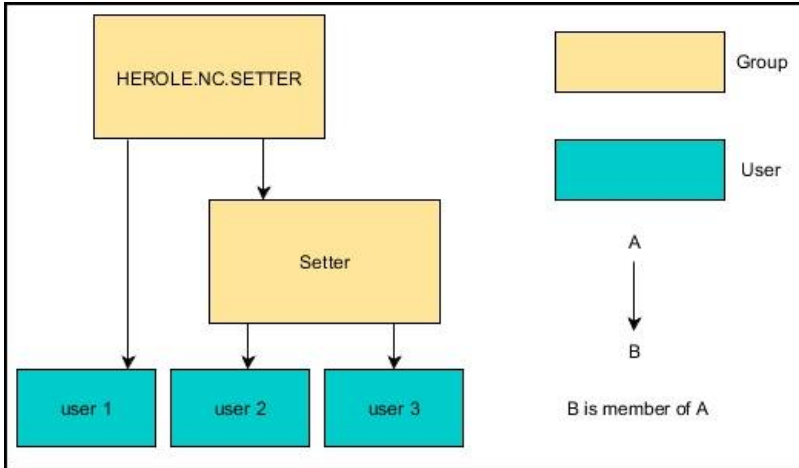 HEROLE.NC.SETTER
Group
User
Setter
A
B
user 1
user 2
user 3
B is member of A